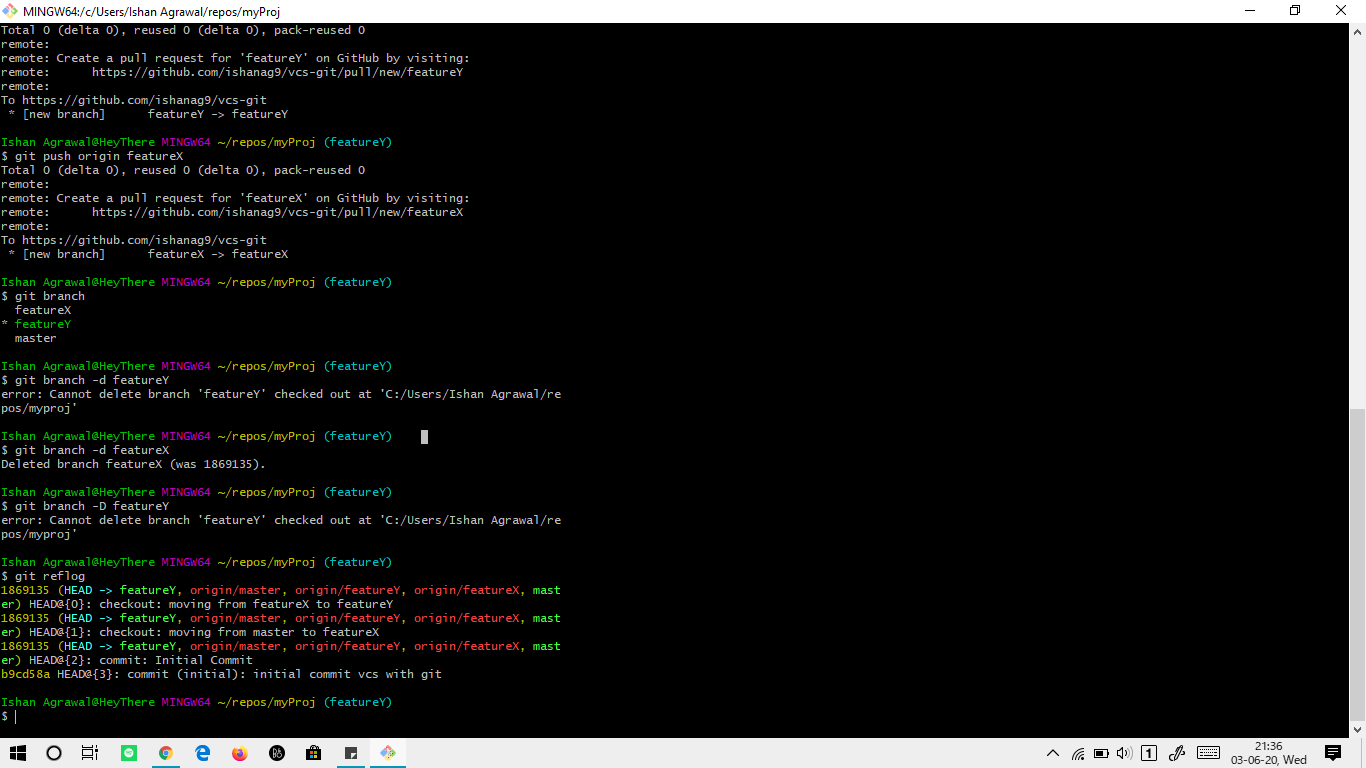 MINGW64:/c/Users/Ishan Agrawal/repos/myProj
Total 0 (delta 0), reused 0 (delta 0), pack-reused 0
remote:
remote: Create a pull request for 'featureY' on GitHub by visiting:
remote:      https://github.com/ishanag9/vcs-git/pull/new/featureY
remote:
To https://github.com/ishanag9/vcs-git
 * [new branch]      featureY -> featureY
Ishan Agrawal@HeyThere MINGW64 ~/repos/myProj (featureY)
$ git push origin featureX
Total 0 (delta 0), reused 0 (delta 0), pack-reused 0
remote:
remote: Create a pull request for 'featureX' on GitHub by visiting:
remote:      https://github.com/ishanag9/vcs-git/pull/new/featureX
remote:
To https://github.com/ishanag9/vcs-git
 * [new branch]      featureX -> featureX
Ishan Agrawal@HeyThere MINGW64 ~/repos/myProj (featureY)
$ git branch
  featureX
* featureY
  master
Ishan Agrawal@HeyThere MINGW64 ~/repos/myProj (featureY)
$ git branch -d featureY
error: Cannot delete branch 'featureY' checked out at 'C:/Users/Ishan Agrawal/re
pos/myproj'
Ishan Agrawal@HeyThere MINGW64 ~/repos/myProj (featureY)
$ git branch -d featureX
Deleted branch featureX (was 1869135).
Ishan Agrawal@HeyThere MINGW64 ~/repos/myProj (featureY)
$ git branch -D featureY
error: Cannot delete branch 'featureY' checked out at 'C:/Users/Ishan Agrawal/re
pos/myproj'
Ishan Agrawal@HeyThere MINGW64 ~/repos/myProj (featureY)
$ git reflog
1869135 (HEAD -> featureY, origin/master, origin/featureY, origin/featureX, mast
er) HEAD@{0}: checkout: moving from featureX to featureY
1869135 (HEAD -> featureY, origin/master, origin/featureY, origin/featureX, mast
er) HEAD@{1}: checkout: moving from master to featureX
1869135 (HEAD -> featureY, origin/master, origin/featureY, origin/featureX, mast
er) HEAD@{2}: commit: Initial Commit
b9cd58a HEAD@{3}: commit (initial): initial commit vcs with git
Ishan Agrawal@HeyThere MINGW64 ~/repos/myProj (featureY)
$
1
21:36
03-06-20, Wed